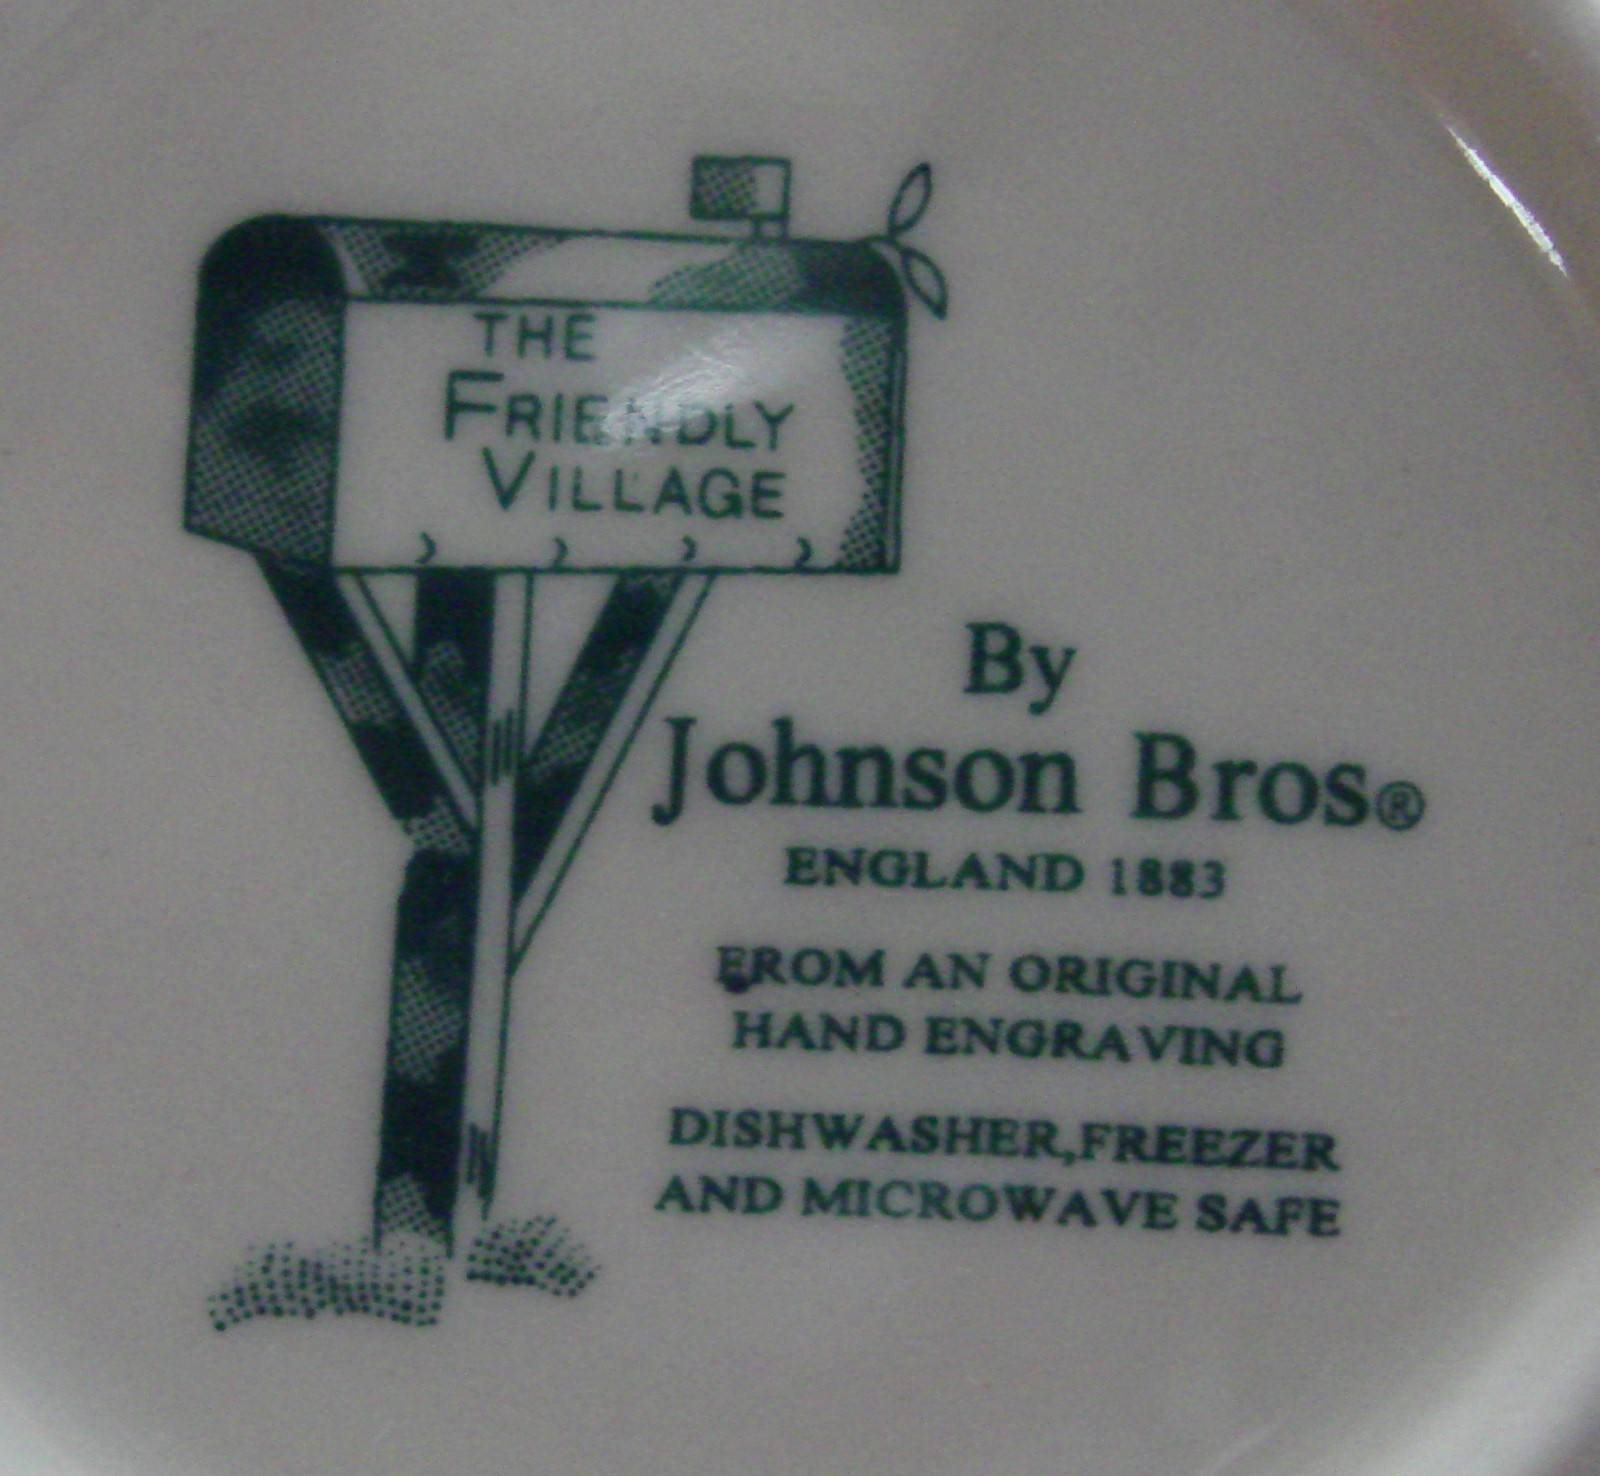 THE
FRIENDLY
VILLAGE
By
Johnson Bros®
ENGLAND 1883
FROM AN ORIGINAL
HAND ENGRAVING
DISHWASHER,FREEZER
AND MICROWAVE SAFE